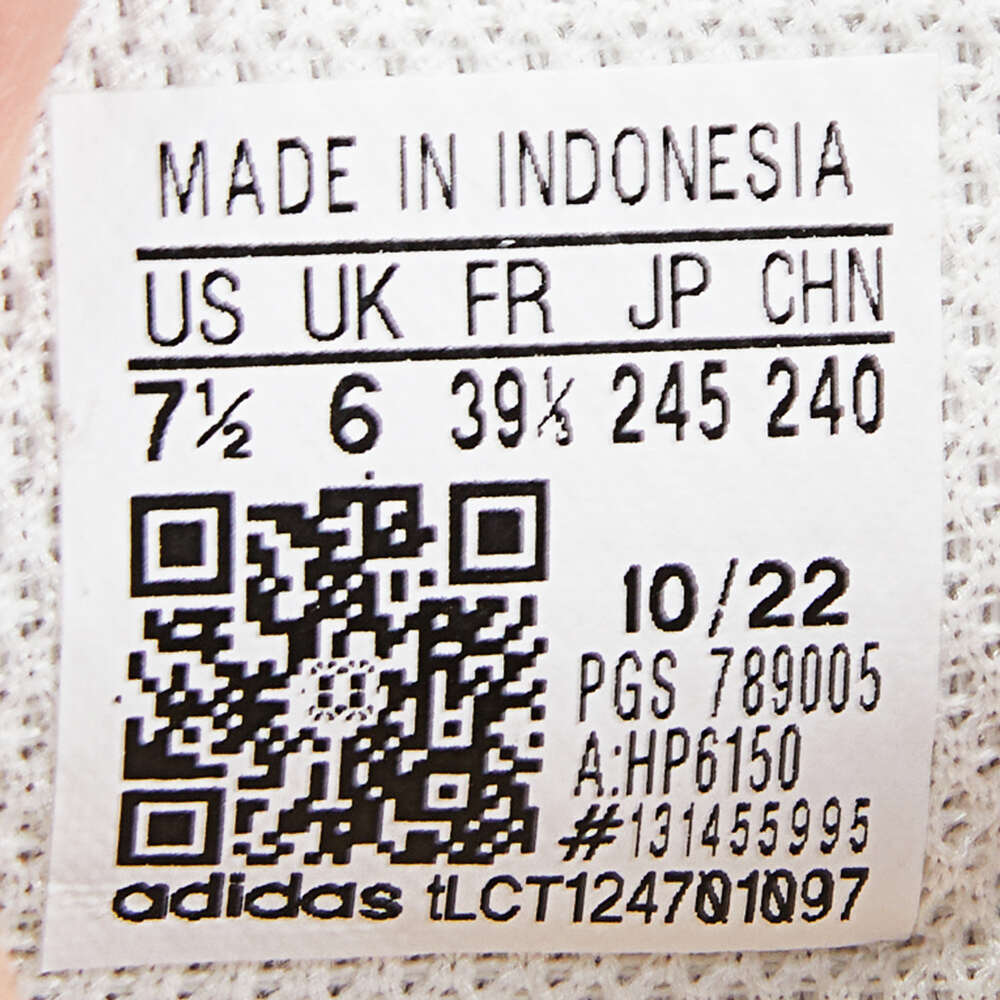 MADE IN INDONESIA
US UK FR JP CHN
7½ 6 39⅓ 245 240
10/22
PGS 789005
A:HP6150
#131455995
adidas tLCT124701097